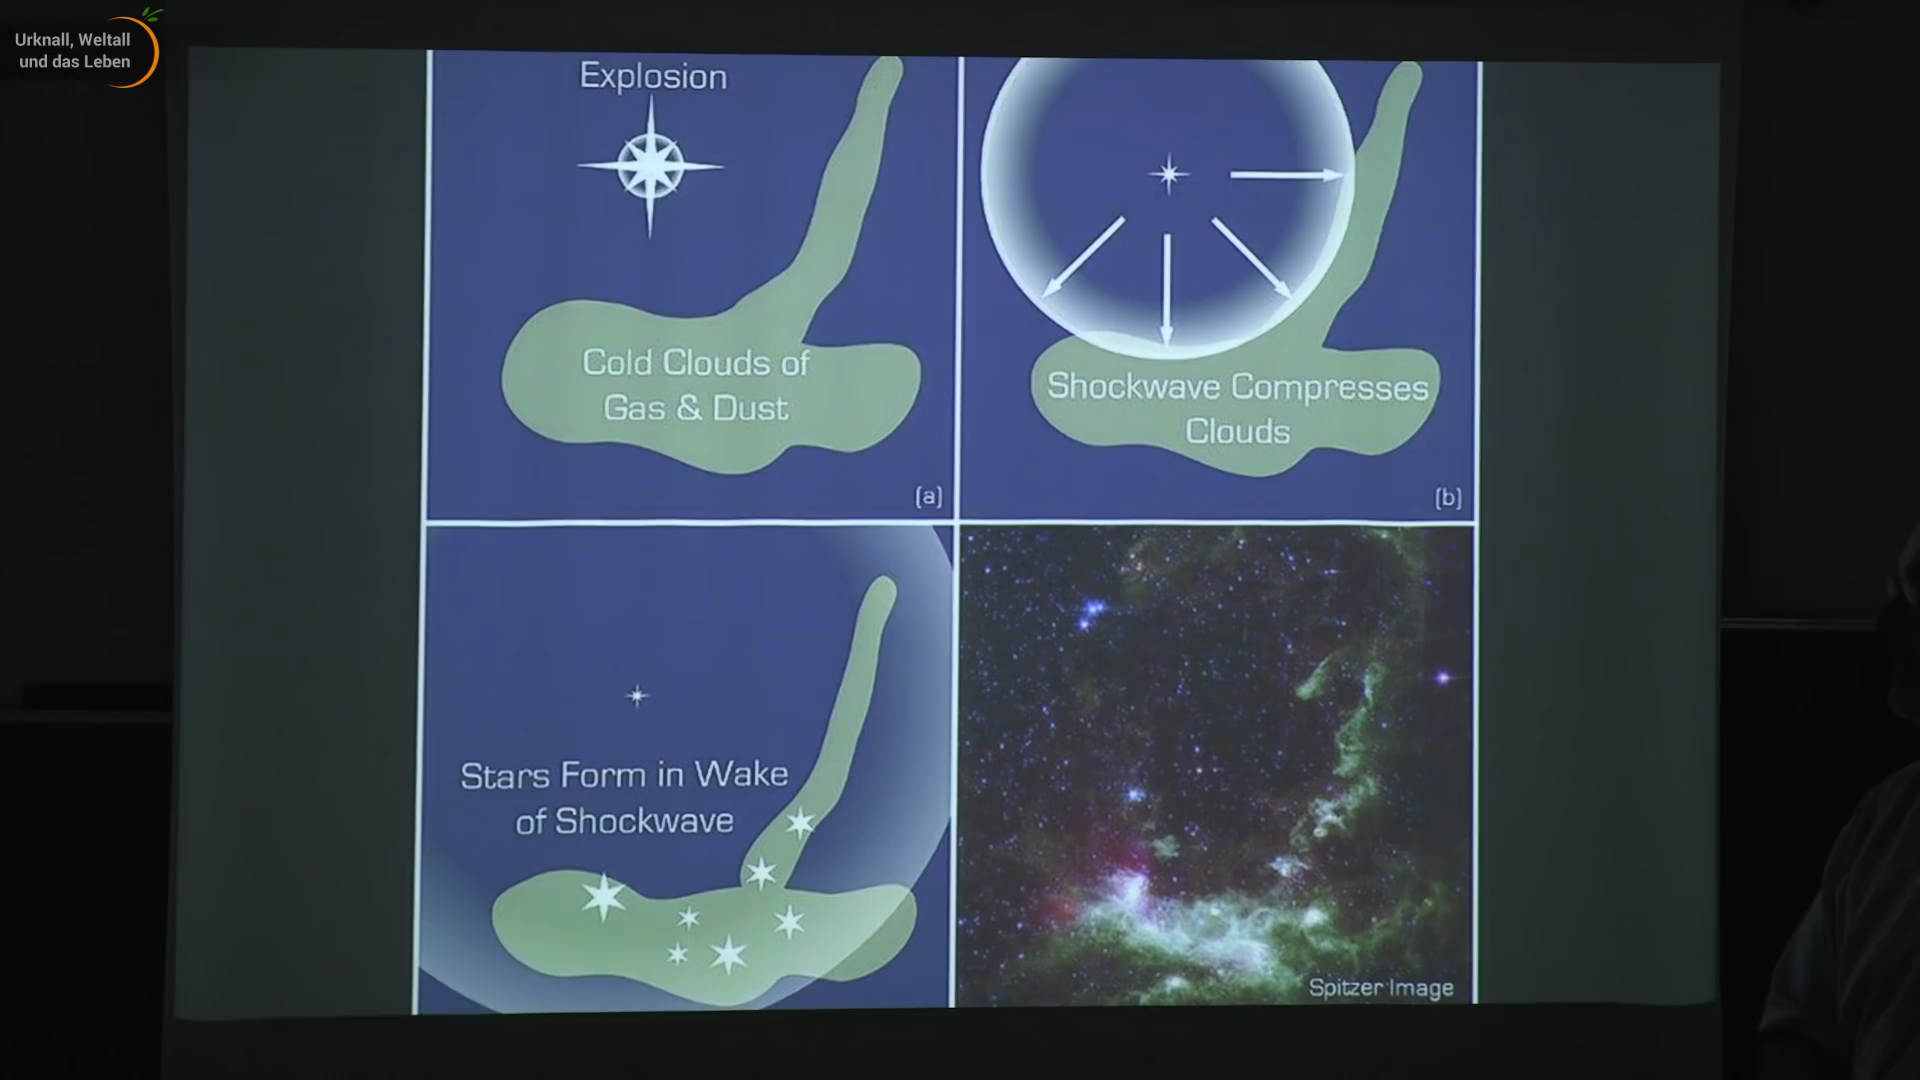 Urknall, Weltall
und das Leben
Explosion
Cold Clouds of
Gas & Dust
(a)
Shockwave Compresses
Clouds
(b)
Stars Form in Wake
of Shockwave
Spitzer Image